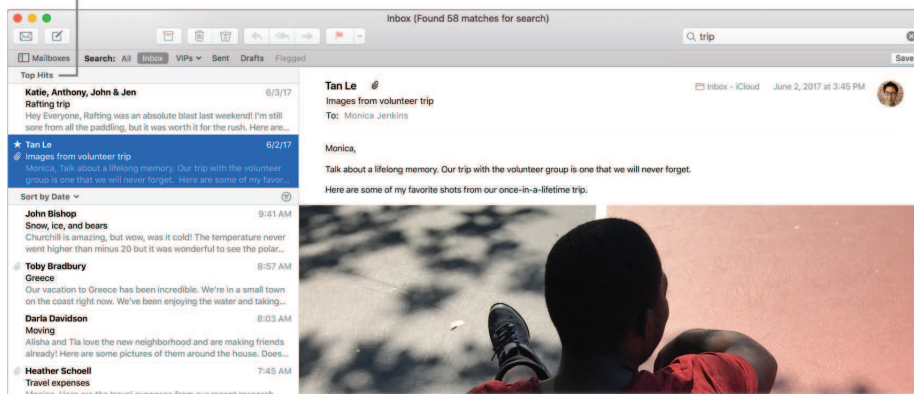 Inbox (Found 58 matches for search)
trip
Mailboxes Search: All Inbox VIPs Sent Drafts Flagged Save
Top Hits
Katie, Anthony, John & Jen 6/3/17
Rafting trip
Hey Everyone, Rafting was an absolute blast last weekend! I'm still
sore from all the paddling, but it was worth it for the rush. Here are...
Tan Le 6/2/17
Images from volunteer trip
Monica, Talk about a lifelong memory. Our trip with the volunteer
group is one that we will never forget. Here are some of my favor...
Sort by Date
John Bishop 9:41 AM
Snow, ice, and bears
Churchill is amazing, but wow, was it cold! The temperature never
went higher than minus 20 but it was wonderful to see the polar...
Toby Bradbury 8:57 AM
Greece
Our vacation to Greece has been incredible. We're in a small town
on the coast right now. We've been enjoying the water and taking...
Darla Davidson 8:03 AM
Moving
Alisha and Tia love the new neighborhood and are making friends
already! Here are some pictures of them around the house. Does...
Heather Schoell 7:45 AM
Travel expenses
Tan Le Inbox - iCloud June 2, 2017 at 3:45 PM
Images from volunteer trip
To: Monica Jenkins
Monica,
Talk about a lifelong memory. Our trip with the volunteer group is one that we will never forget.
Here are some of my favorite shots from our once-in-a-lifetime trip.